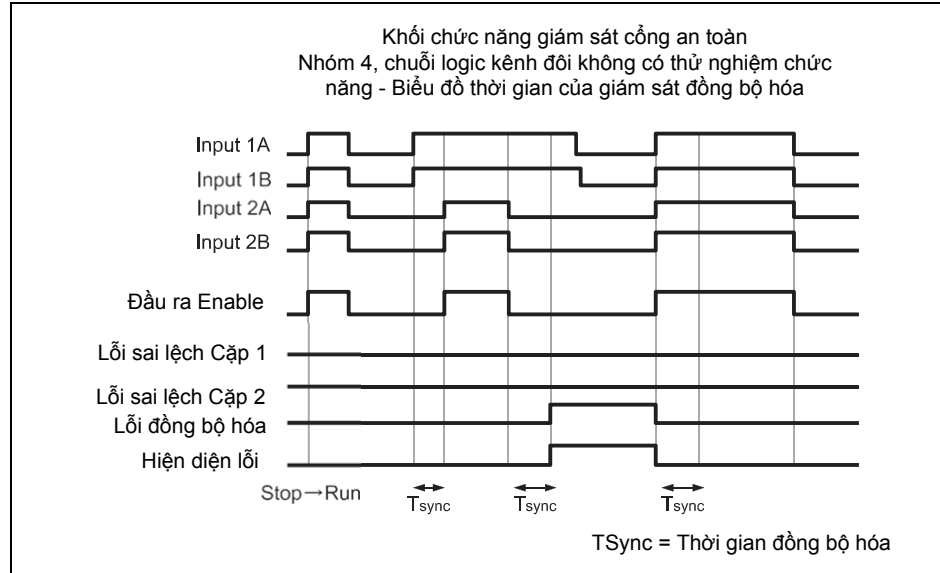 Khối chức năng giám sát cổng an toàn
Nhóm 4, chuỗi logic kênh đôi không có thử nghiệm chức
năng - Biểu đồ thời gian của giám sát đồng bộ hóa
Input 1A
Input 1B
Input 2A
Input 2B
Đầu ra Enable
Lỗi sai lệch Cặp 1
Lỗi sai lệch Cặp 2
Lỗi đồng bộ hóa
Hiện diện lỗi
Stop→Run
Tsync
Tsync
Tsync
TSync = Thời gian đồng bộ hóa